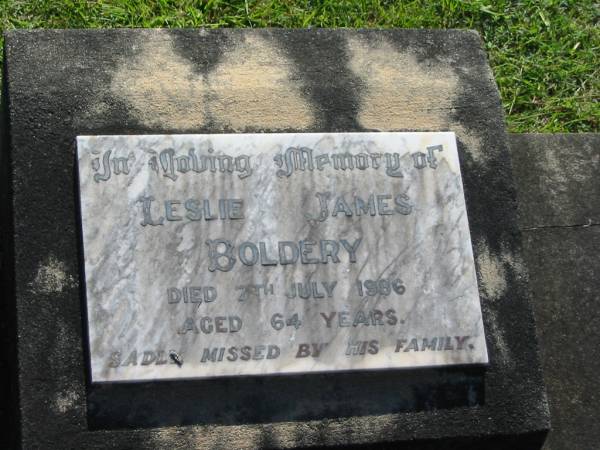 In Loving Memory of
LESLIE JAMES
BOLDERY
DIED 7TH JULY 1986
AGED 64 YEARS.
SADLY MISSED BY HIS FAMILY.